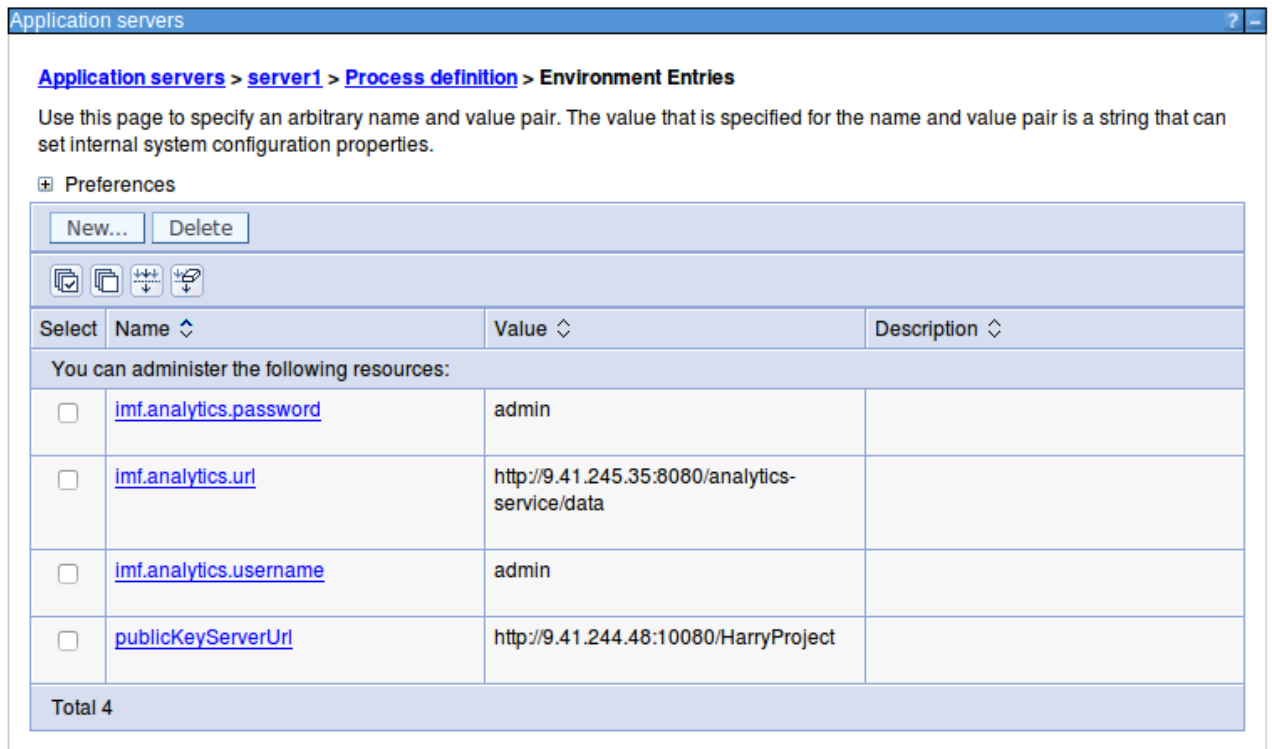 Application servers ? –
Application servers > server1 > Process definition > Environment Entries
Use this page to specify an arbitrary name and value pair. The value that is specified for the name and value pair is a string that can
set internal system configuration properties.
+ Preferences
New... Delete
Select Name Value Description
You can administer the following resources:
imf.analytics.password admin
imf.analytics.url http://9.41.245.35:8080/analytics-
service/data
imf.analytics.username admin
publicKeyServerUrl http://9.41.244.48:10080/HarryProject
Total 4